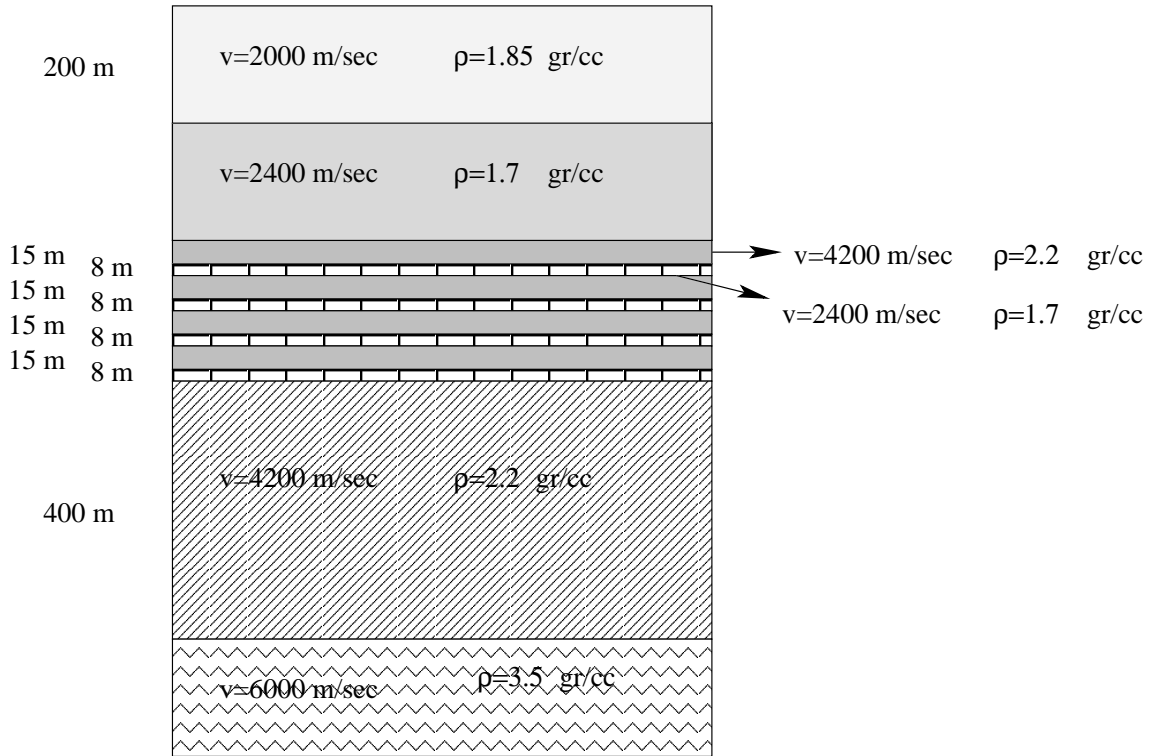 200 m
v=2000 m/sec ρ=1.85 gr/cc
v=2400 m/sec ρ=1.7 gr/cc
15 m
8 m
15 m
8 m
15 m
8 m
15 m
8 m
v=4200 m/sec ρ=2.2 gr/cc
v=2400 m/sec ρ=1.7 gr/cc
v=4200 m/sec ρ=2.2 gr/cc
400 m
v=6000 m/sec ρ=3.5 gr/cc